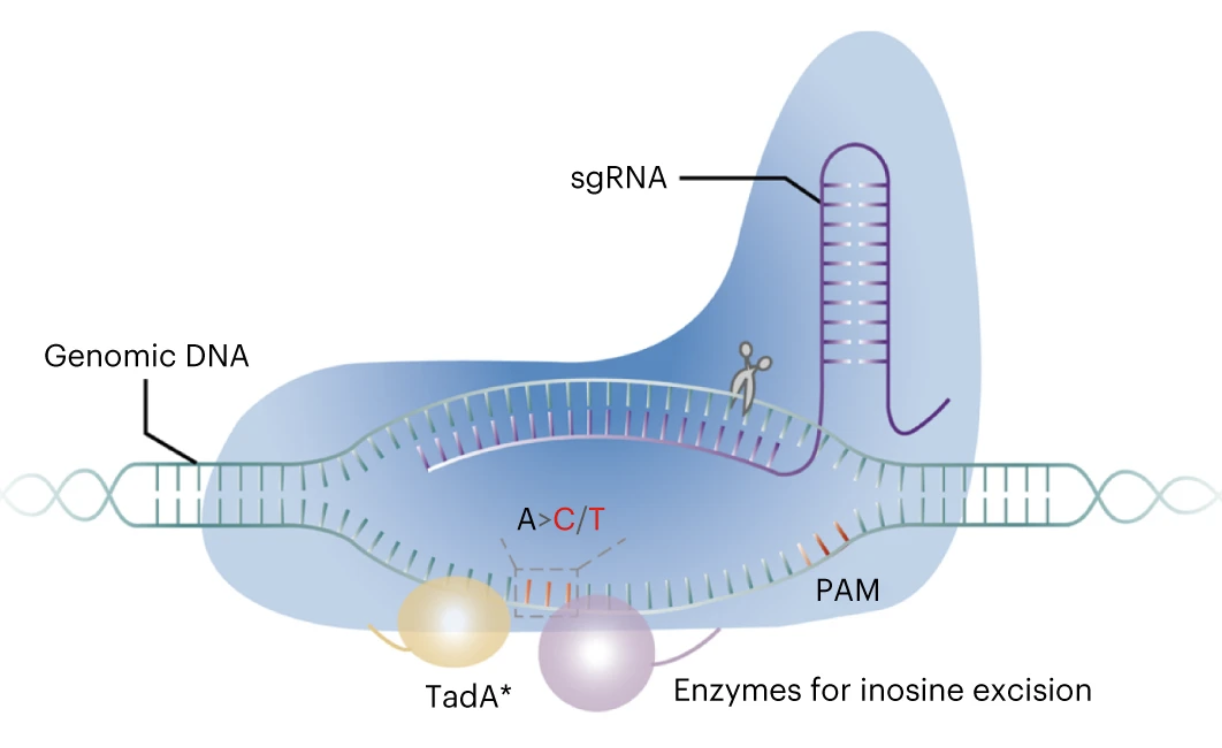 sgRNA
Genomic DNA
A>C/T
PAM
TadA*
Enzymes for inosine excision